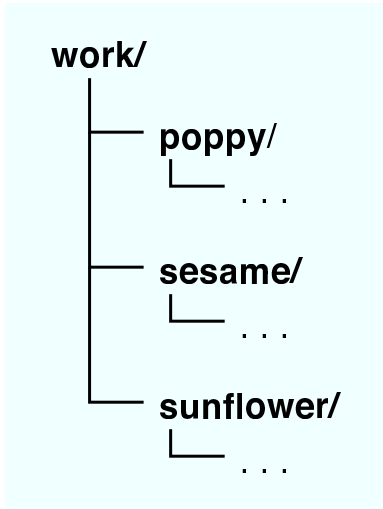 work/
poppy/
. . .
sesame/
. . .
sunflower/
. . .